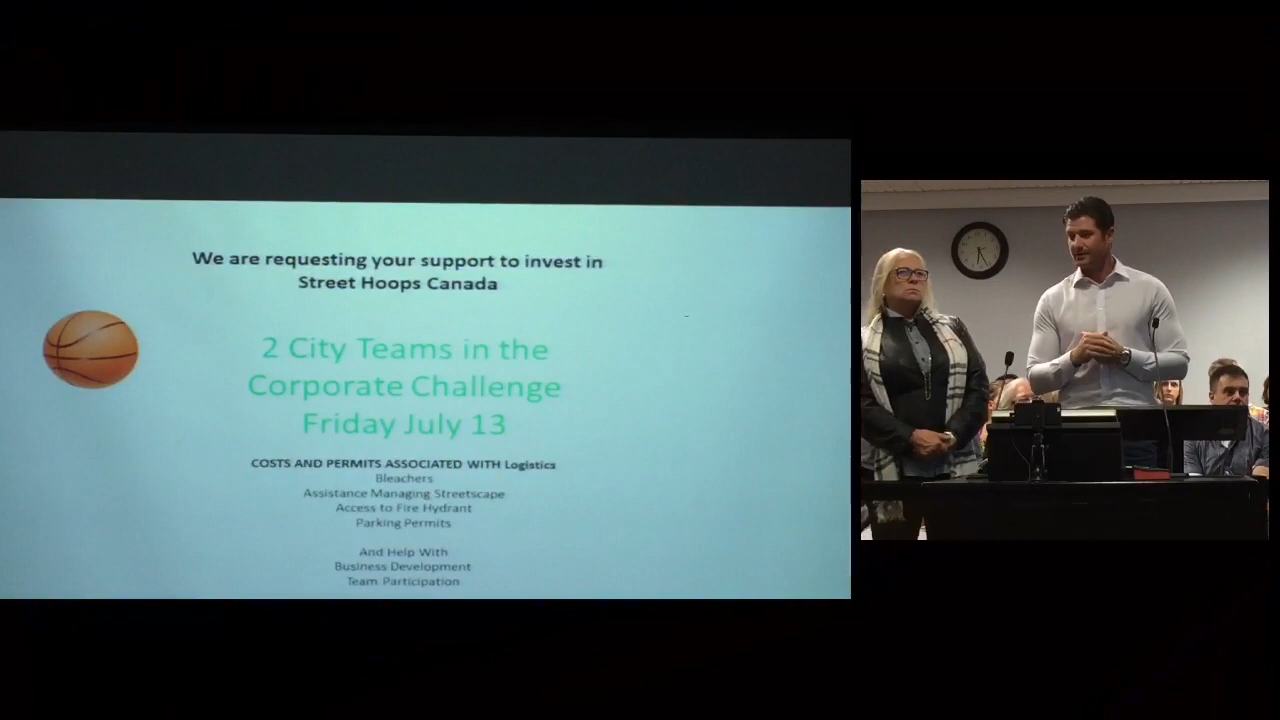 We are requesting your support to invest in
Street Hoops Canada
2 City Teams in the
Corporate Challenge
Friday July 13
COSTS AND PERMITS ASSOCIATED WITH Logistics
Bleachers
Assistance Managing Streetscape
Access to Fire Hydrant
Parking Permits
And Help With
Business Development
Team Participation